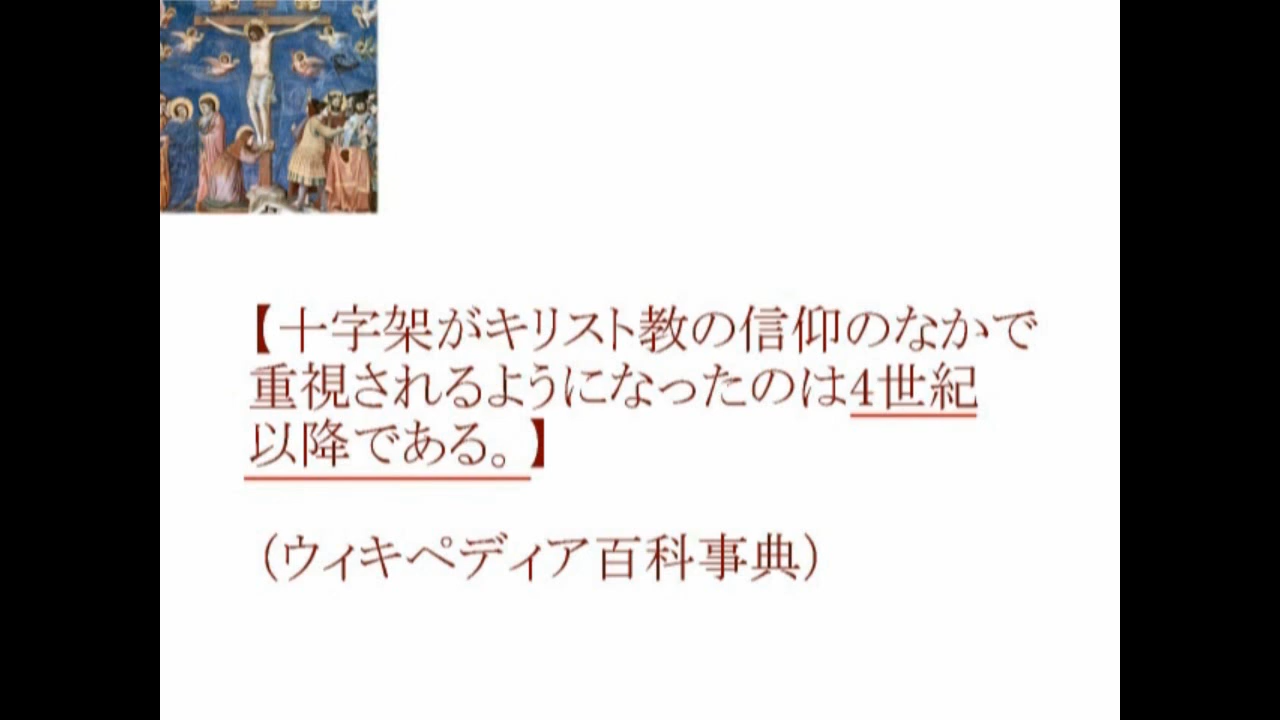 【十字架がキリスト教の信仰のなかで
重視されるようになったのは4世紀
以降である。】
（ウィキペディア百科事典）